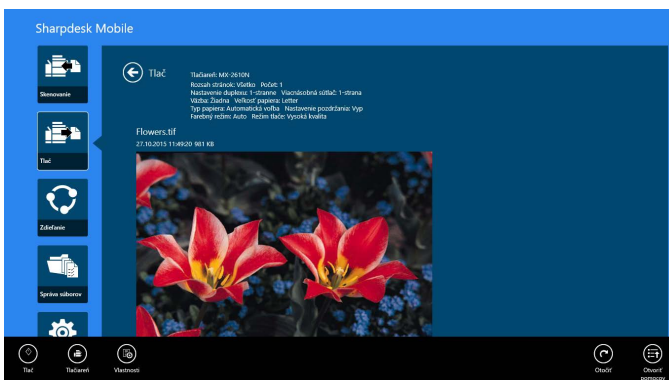 Sharpdesk Mobile
Skenovanie
Tlač
Zdieľanie
Správa súborov
Tlač
Tlačiareň: MX-2610N
Rozsah stránok: Všetko Počet: 1
Nastavenie duplexu: 1-stranne Viacnásobná sútlač: 1-strana
Väzba: Žiadna Veľkosť papiera: Letter
Typ papiera: Automatická voľba Nastavenie pozdržania: Vyp
Farebný režim: Auto Režim tlače: Vysoká kvalita
Flowers.tif
27.10.2015 11:49:20 981 KB
Tlač
Tlačiareň
Vlastnosti
Otočiť
Otvoriť
pomocou